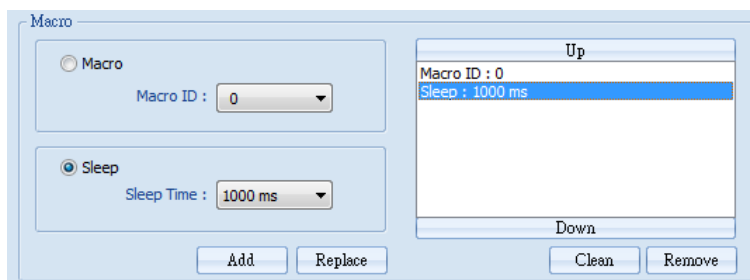 Macro
Macro
Macro ID : 0
Sleep
Sleep Time : 1000 ms
Add Replace
Up
Macro ID : 0
Sleep : 1000 ms
Down
Clean Remove